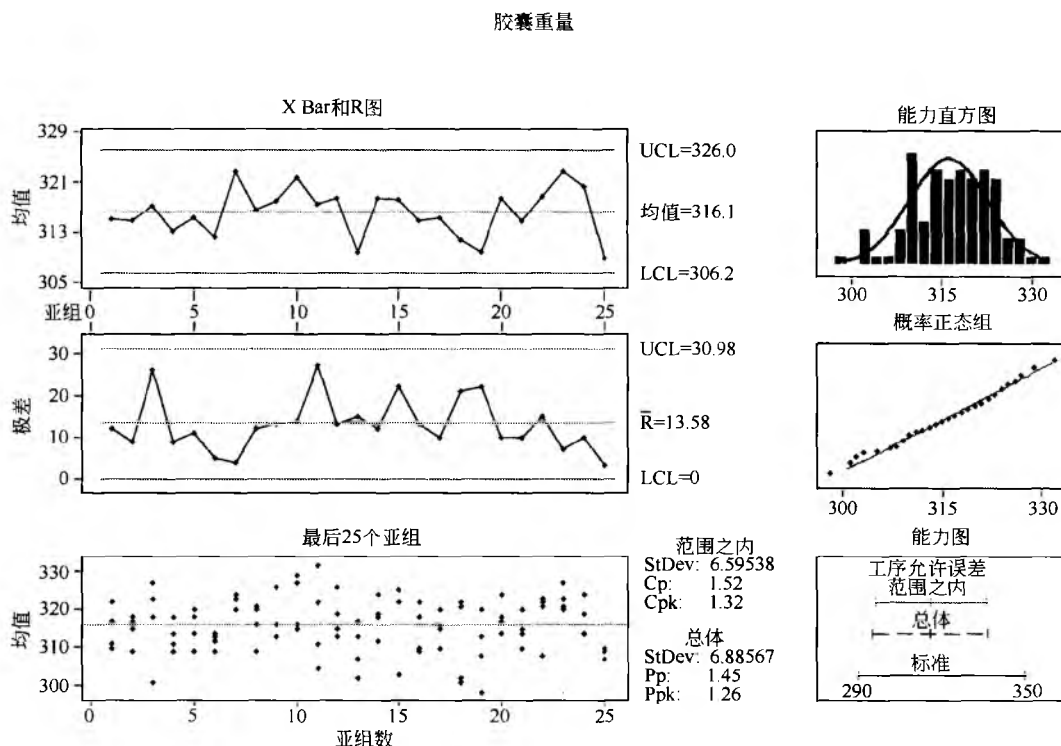 胶囊重量
X Bar和R图
329
321
313
305
均值
UCL=326.0
均值=316.1
LCL=306.2
亚组 0 5 10 15 20 25
30
20
10
0
极差
UCL=30.98
R̄=13.58
LCL=0
最后25个亚组
330
320
310
300
均值
0 5 10 15 20 25
亚组数
范围之内
StDev: 6.59538
Cp: 1.52
Cpk: 1.32
总体
StDev: 6.88567
Pp: 1.45
Ppk: 1.26
能力直方图
300 315 330
概率正态组
300 315 330
能力图
工序允许误差
范围之内
总体
标准
290 350